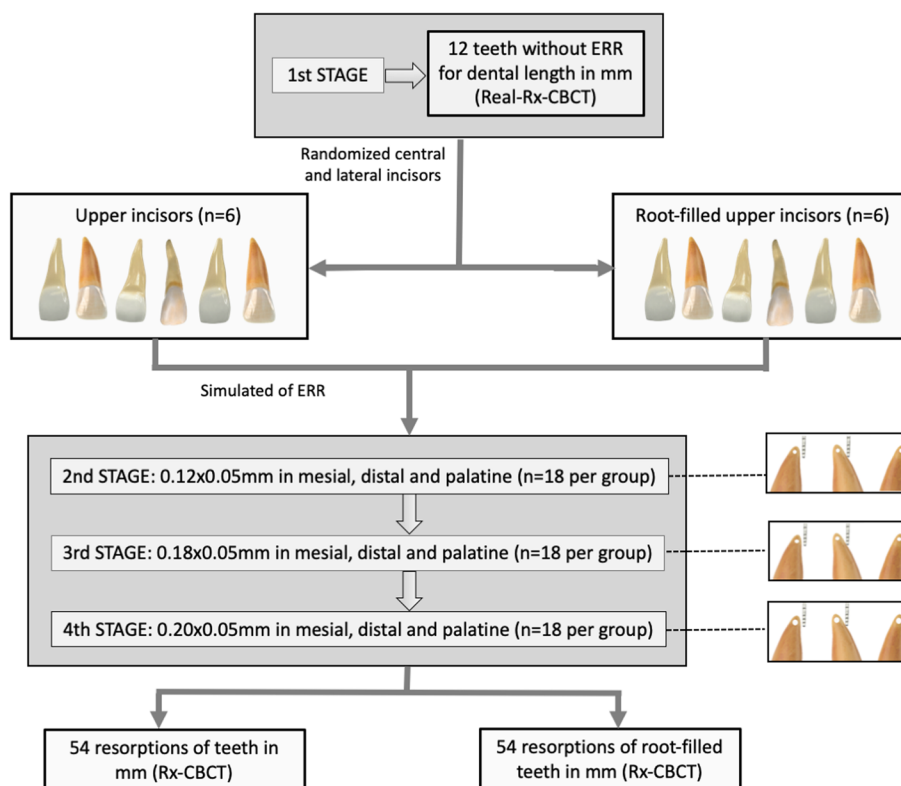 1st STAGE
12 teeth without ERR
for dental length in mm
(Real-Rx-CBCT)
Randomized central
and lateral incisors
Upper incisors (n=6)
Root-filled upper incisors (n=6)
Simulated of ERR
2nd STAGE: 0.12x0.05mm in mesial, distal and palatine (n=18 per group)
3rd STAGE: 0.18x0.05mm in mesial, distal and palatine (n=18 per group)
4th STAGE: 0.20x0.05mm in mesial, distal and palatine (n=18 per group)
54 resorptions of teeth in
mm (Rx-CBCT)
54 resorptions of root-filled
teeth in mm (Rx-CBCT)